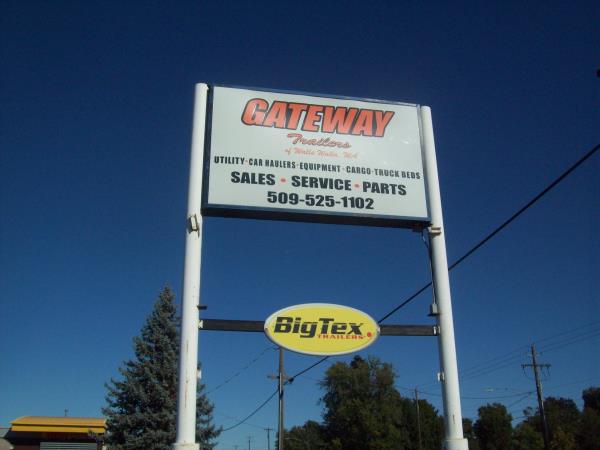 GATEWAY
Trailers
of Walla Walla, WA
UTILITY · CAR HAULERS · EQUIPMENT · CARGO · TRUCK BEDS
SALES • SERVICE • PARTS
509-525-1102
BigTex
TRAILERS